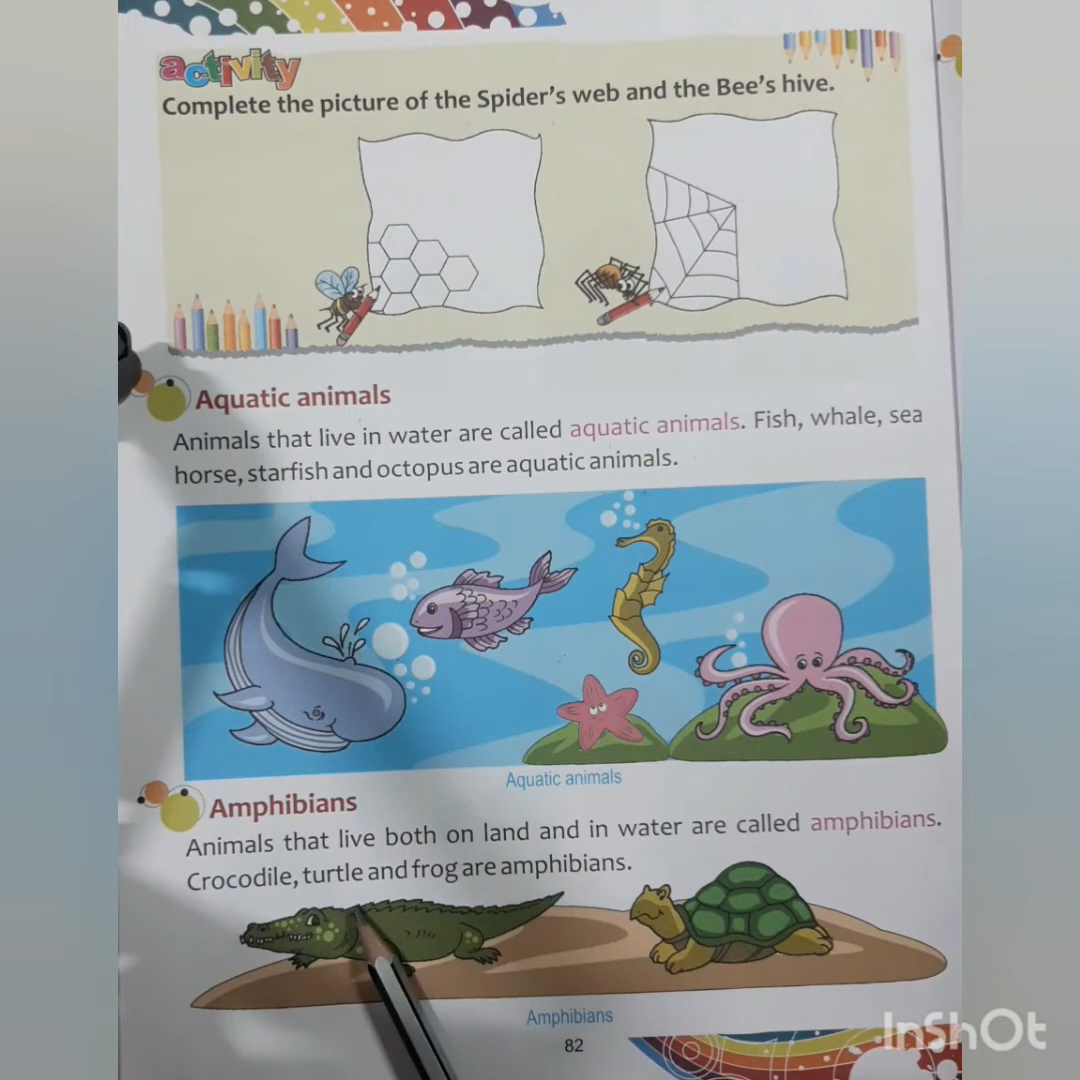 activity
Complete the picture of the Spider's web and the Bee's hive.
Aquatic animals
Animals that live in water are called aquatic animals. Fish, whale, sea
horse, starfish and octopus are aquatic animals.
Aquatic animals
Amphibians
Animals that live both on land and in water are called amphibians.
Crocodile, turtle and frog are amphibians.
Amphibians
82
InShOt